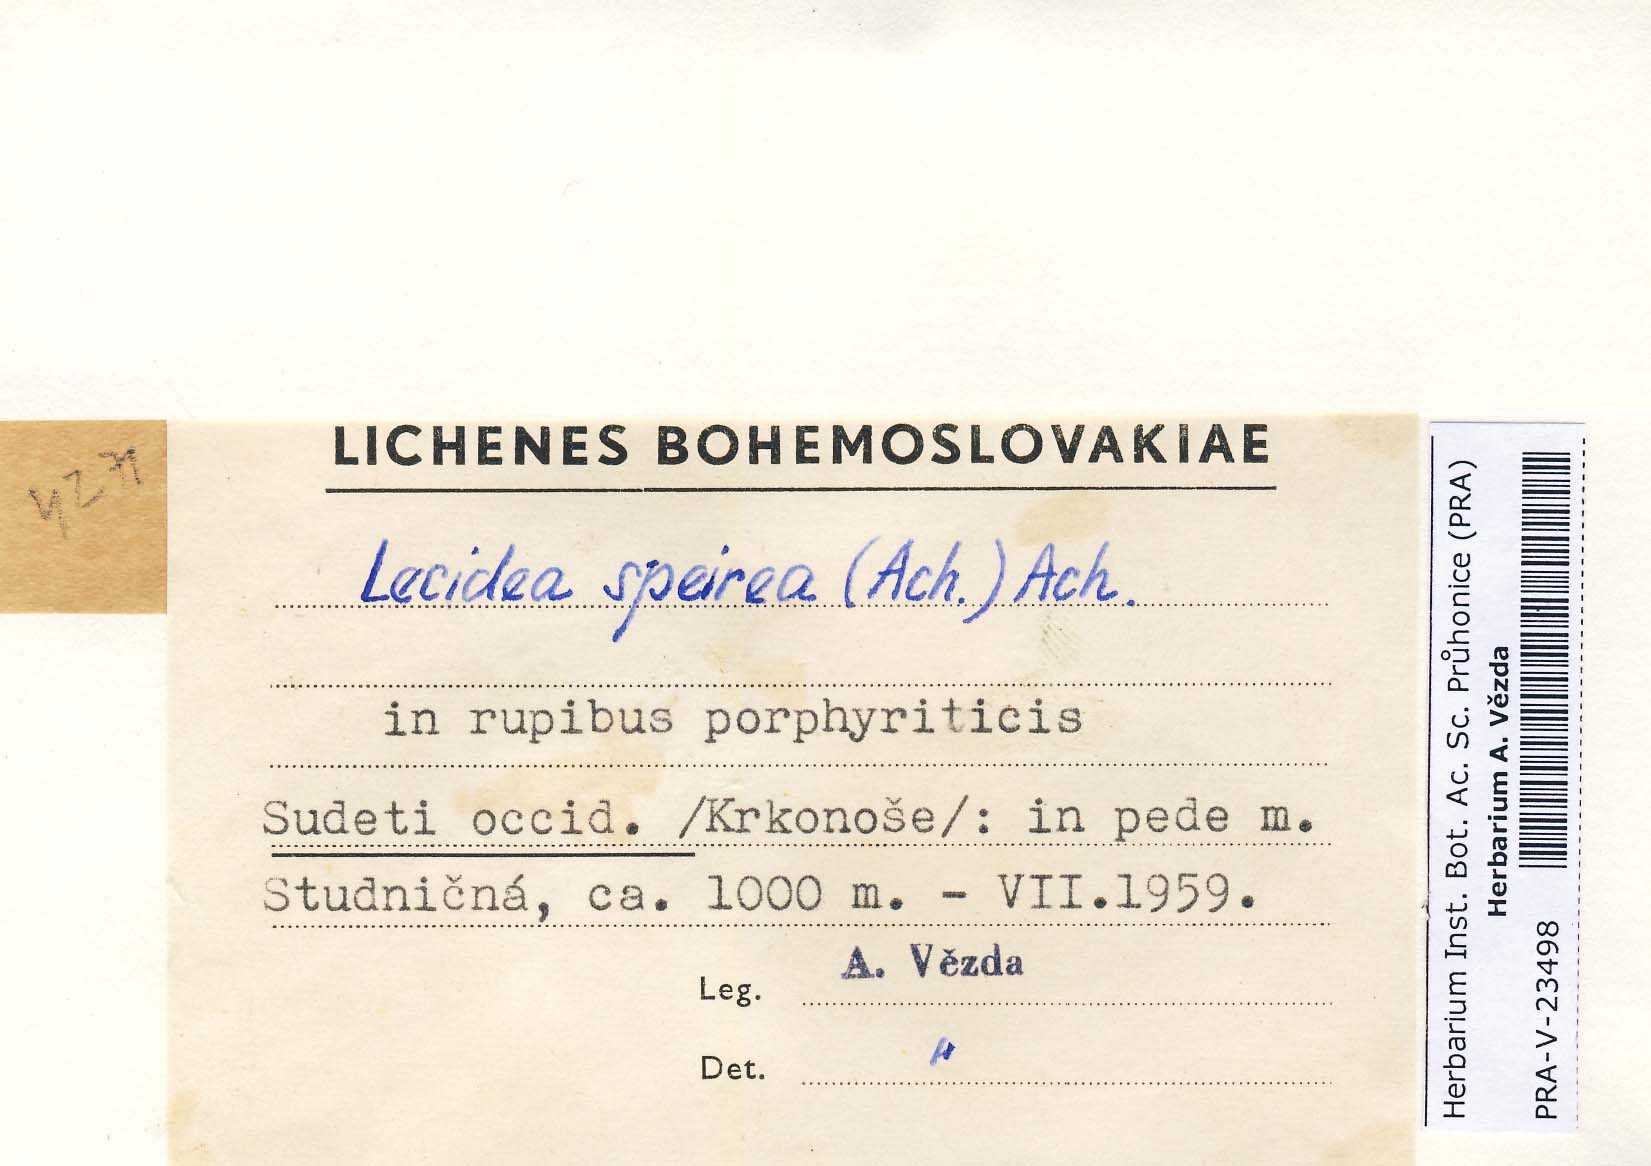 LICHENES BOHEMOSLOVAKIAE
Lecidea speirea (Ach.) Ach.
in rupibus porphyriticis
Sudeti occid. /Krkonoše/: in pede m.
Studničná, ca. 1000 m. - VII.1959.
Leg. A. Vězda
Det. "
Herbarium Inst. Bot. Ac. Sc. Průhonice (PRA)
Herbarium A. Vězda
PRA-V-23498